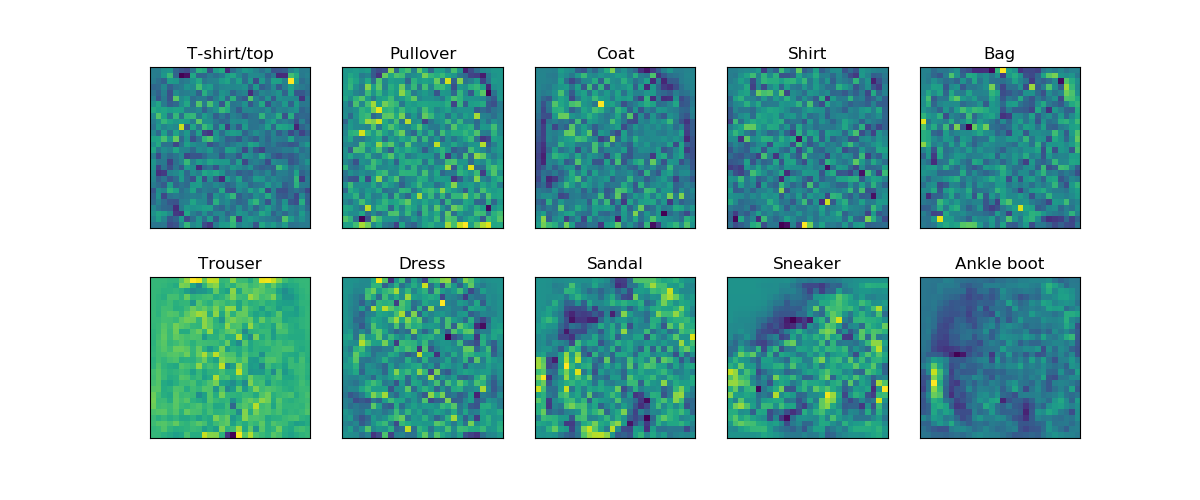 T-shirt/top
Pullover
Coat
Shirt
Bag
Trouser
Dress
Sandal
Sneaker
Ankle boot